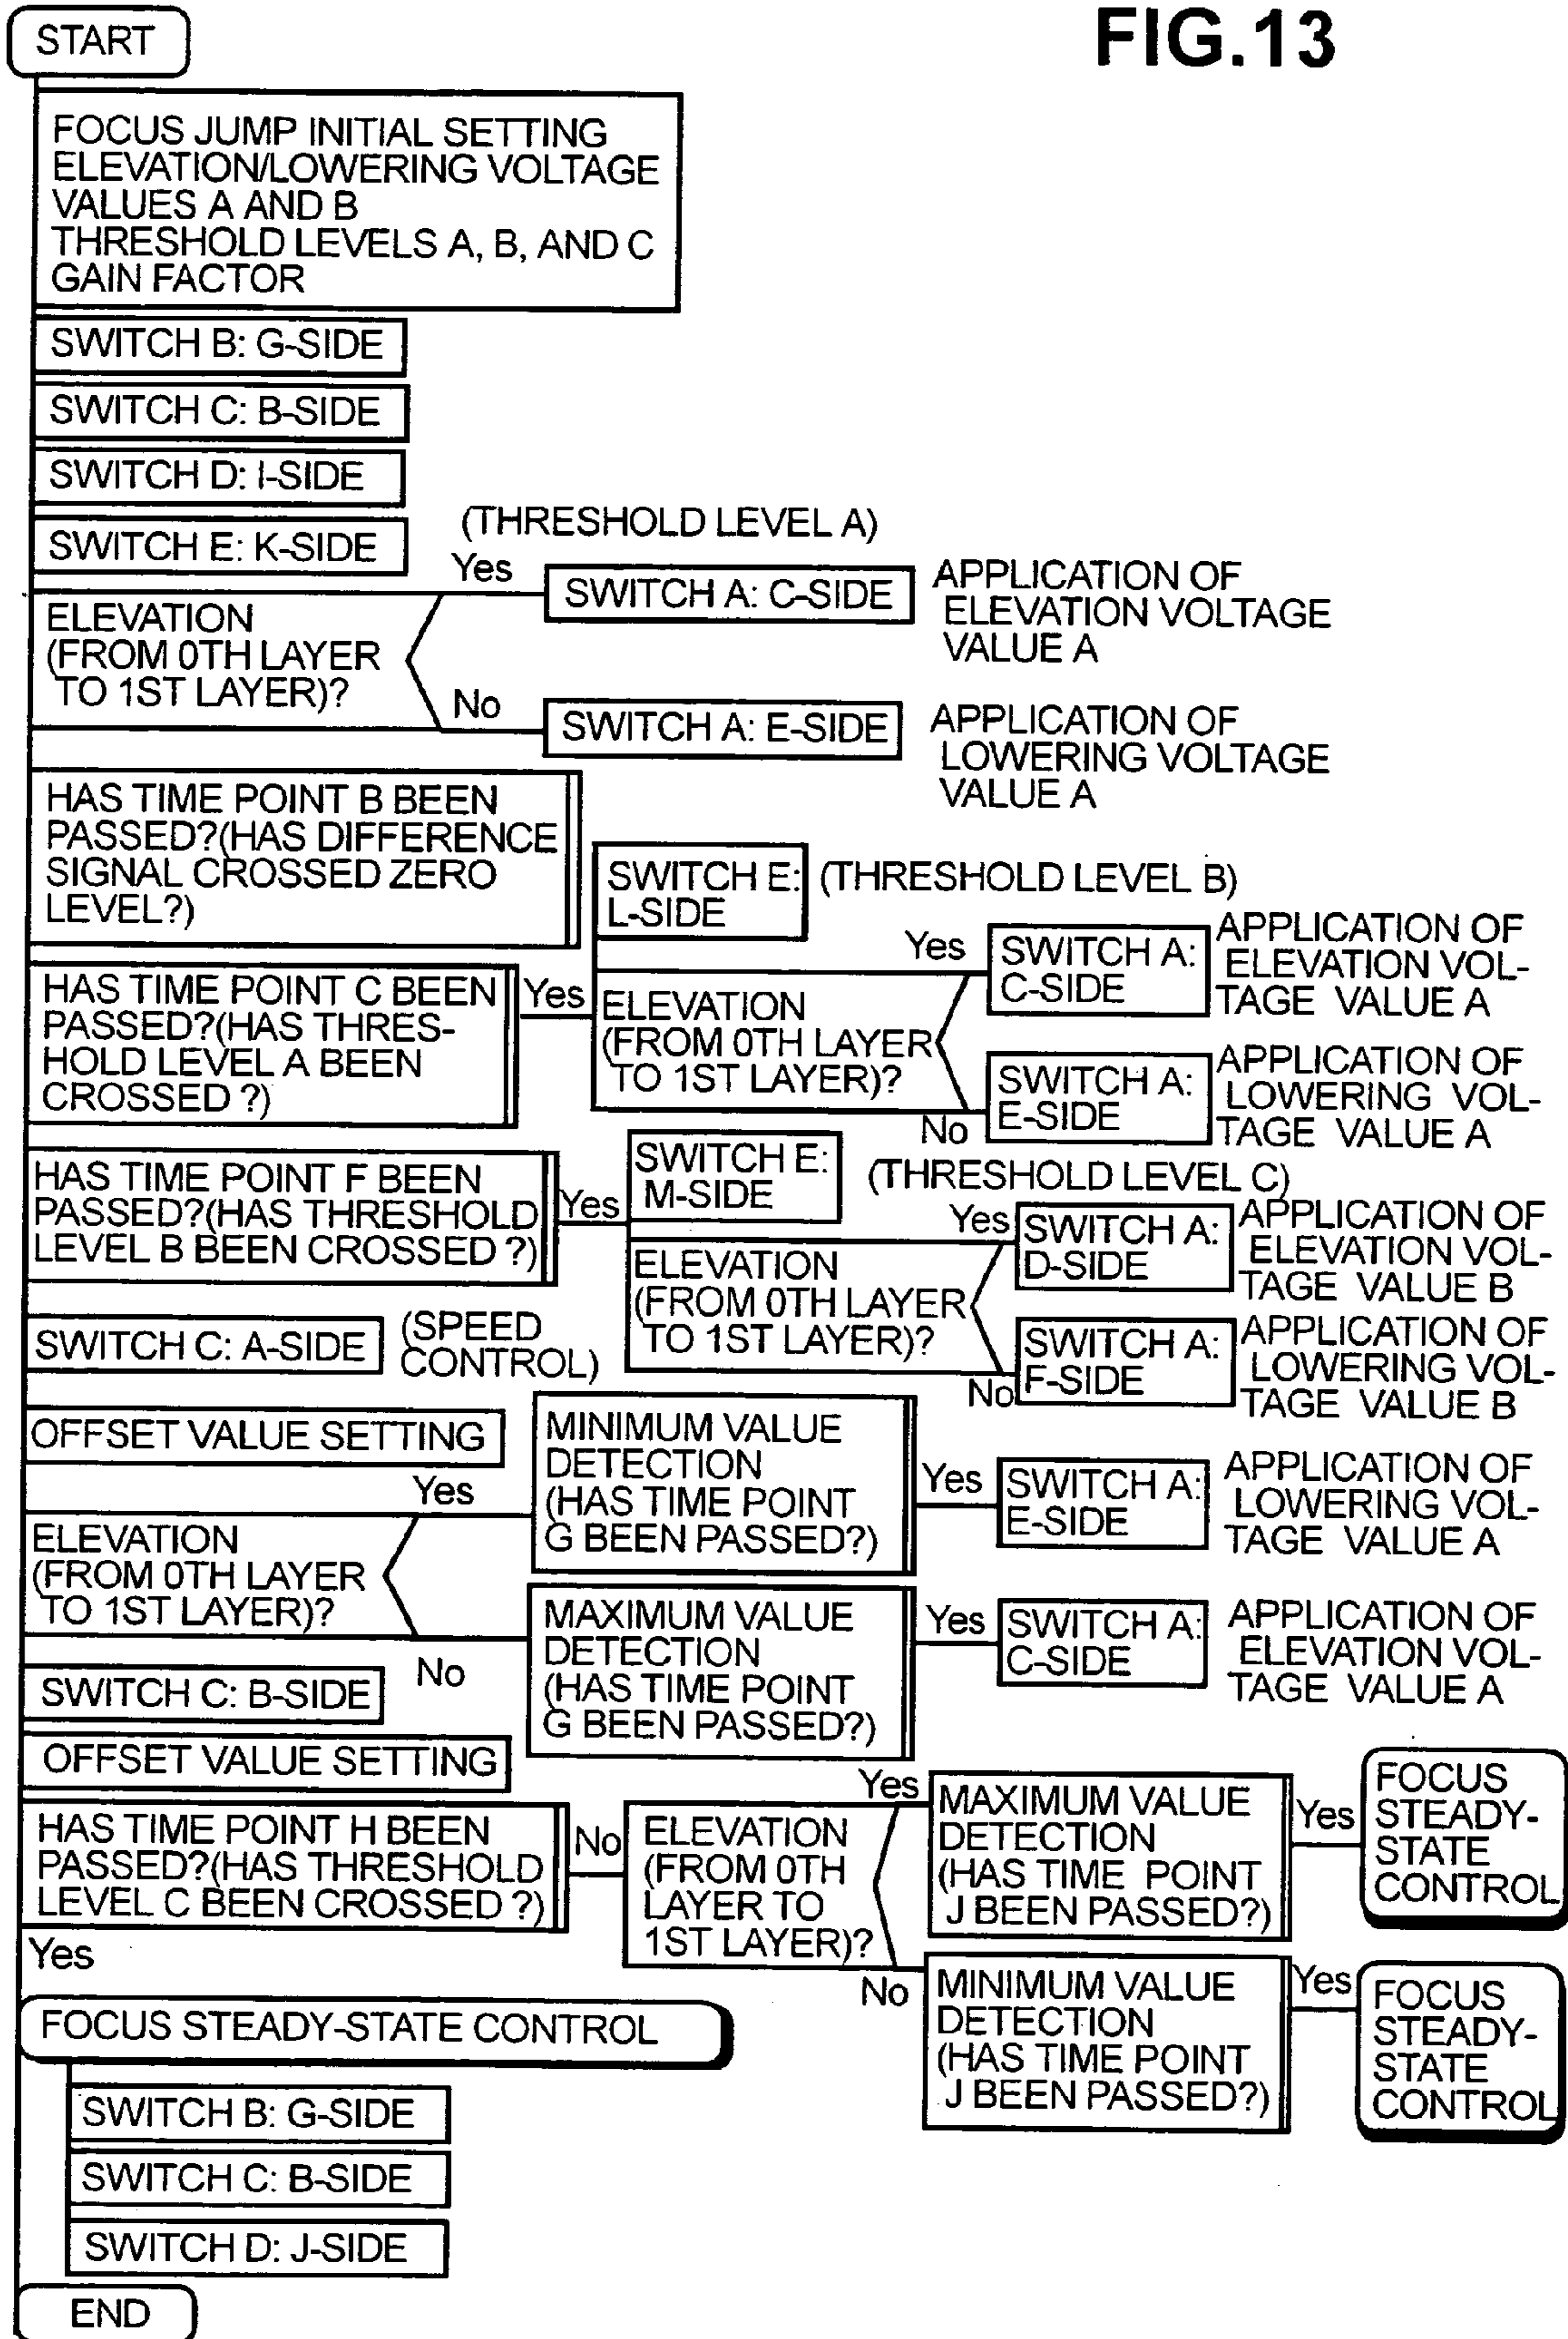 FIG.13
START
FOCUS JUMP INITIAL SETTING
ELEVATION/LOWERING VOLTAGE
VALUES A AND B
THRESHOLD LEVELS A, B, AND C
GAIN FACTOR
SWITCH B: G-SIDE
SWITCH C: B-SIDE
SWITCH D: I-SIDE
SWITCH E: K-SIDE
(THRESHOLD LEVEL A)
ELEVATION
(FROM 0TH LAYER
TO 1ST LAYER)?
Yes
SWITCH A: C-SIDE
APPLICATION OF
ELEVATION VOLTAGE
VALUE A
No
SWITCH A: E-SIDE
APPLICATION OF
LOWERING VOLTAGE
VALUE A
HAS TIME POINT B BEEN
PASSED?(HAS DIFFERENCE
SIGNAL CROSSED ZERO
LEVEL?)
HAS TIME POINT C BEEN
PASSED?(HAS THRES-
HOLD LEVEL A BEEN
CROSSED ?)
Yes
SWITCH E:
L-SIDE
(THRESHOLD LEVEL B)
ELEVATION
(FROM 0TH LAYER
TO 1ST LAYER)?
Yes
SWITCH A:
C-SIDE
APPLICATION OF
ELEVATION VOL-
TAGE VALUE A
No
SWITCH A:
E-SIDE
APPLICATION OF
LOWERING VOL-
TAGE VALUE A
HAS TIME POINT F BEEN
PASSED?(HAS THRESHOLD
LEVEL B BEEN CROSSED ?)
Yes
SWITCH E:
M-SIDE
(THRESHOLD LEVEL C)
ELEVATION
(FROM 0TH LAYER
TO 1ST LAYER)?
Yes
SWITCH A:
D-SIDE
APPLICATION OF
ELEVATION VOL-
TAGE VALUE B
No
SWITCH A:
F-SIDE
APPLICATION OF
LOWERING VOL-
TAGE VALUE B
SWITCH C: A-SIDE
(SPEED
CONTROL)
OFFSET VALUE SETTING
ELEVATION
(FROM 0TH LAYER
TO 1ST LAYER)?
Yes
MINIMUM VALUE
DETECTION
(HAS TIME POINT
G BEEN PASSED?)
Yes
SWITCH A:
E-SIDE
APPLICATION OF
LOWERING VOL-
TAGE VALUE A
No
MAXIMUM VALUE
DETECTION
(HAS TIME POINT
G BEEN PASSED?)
Yes
SWITCH A:
C-SIDE
APPLICATION OF
ELEVATION VOL-
TAGE VALUE A
SWITCH C: B-SIDE
OFFSET VALUE SETTING
HAS TIME POINT H BEEN
PASSED?(HAS THRESHOLD
LEVEL C BEEN CROSSED ?)
No
ELEVATION
(FROM 0TH
LAYER TO
1ST LAYER)?
Yes
MAXIMUM VALUE
DETECTION
(HAS TIME POINT
J BEEN PASSED?)
Yes
FOCUS
STEADY-
STATE
CONTROL
No
MINIMUM VALUE
DETECTION
(HAS TIME POINT
J BEEN PASSED?)
Yes
FOCUS
STEADY-
STATE
CONTROL
Yes
FOCUS STEADY-STATE CONTROL
SWITCH B: G-SIDE
SWITCH C: B-SIDE
SWITCH D: J-SIDE
END